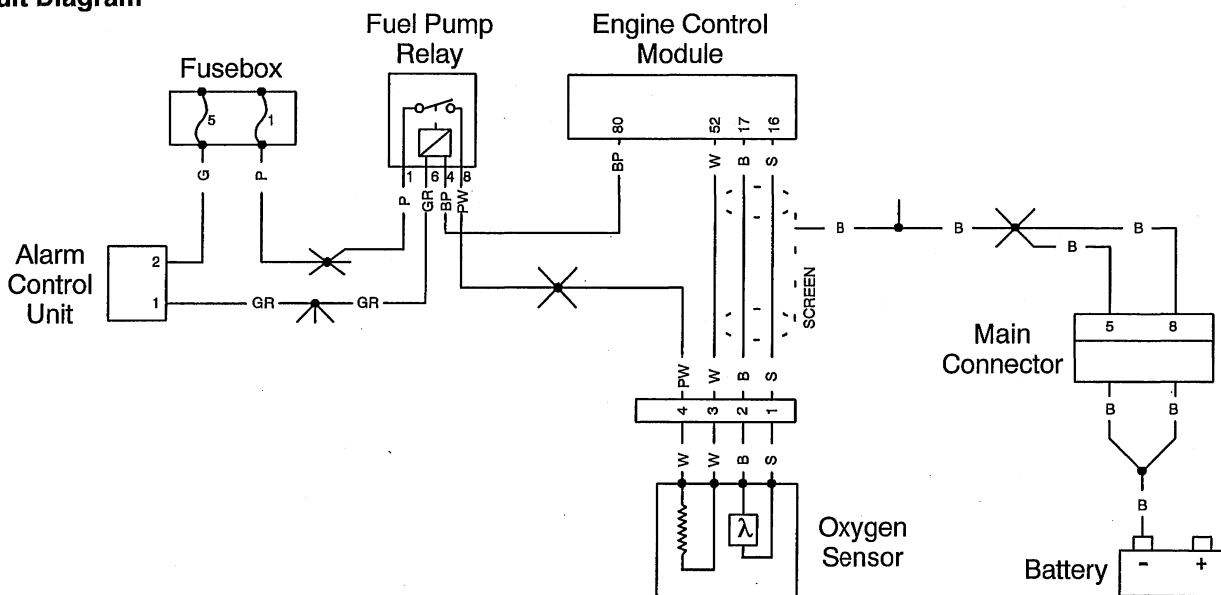 uit Diagram
Fuel Pump
Relay
Engine Control
Module
Fusebox
5
1
80
52
17
16
G
P
1
6
4
8
P
GR
BP
PW
BP
W
B
S
Alarm
Control
Unit
2
1
GR
GR
B
B
B
B
SCREEN
5
8
Main
Connector
PW
W
B
S
4
3
2
1
B
B
W
W
B
S
λ
Oxygen
Sensor
B
Battery
-
+